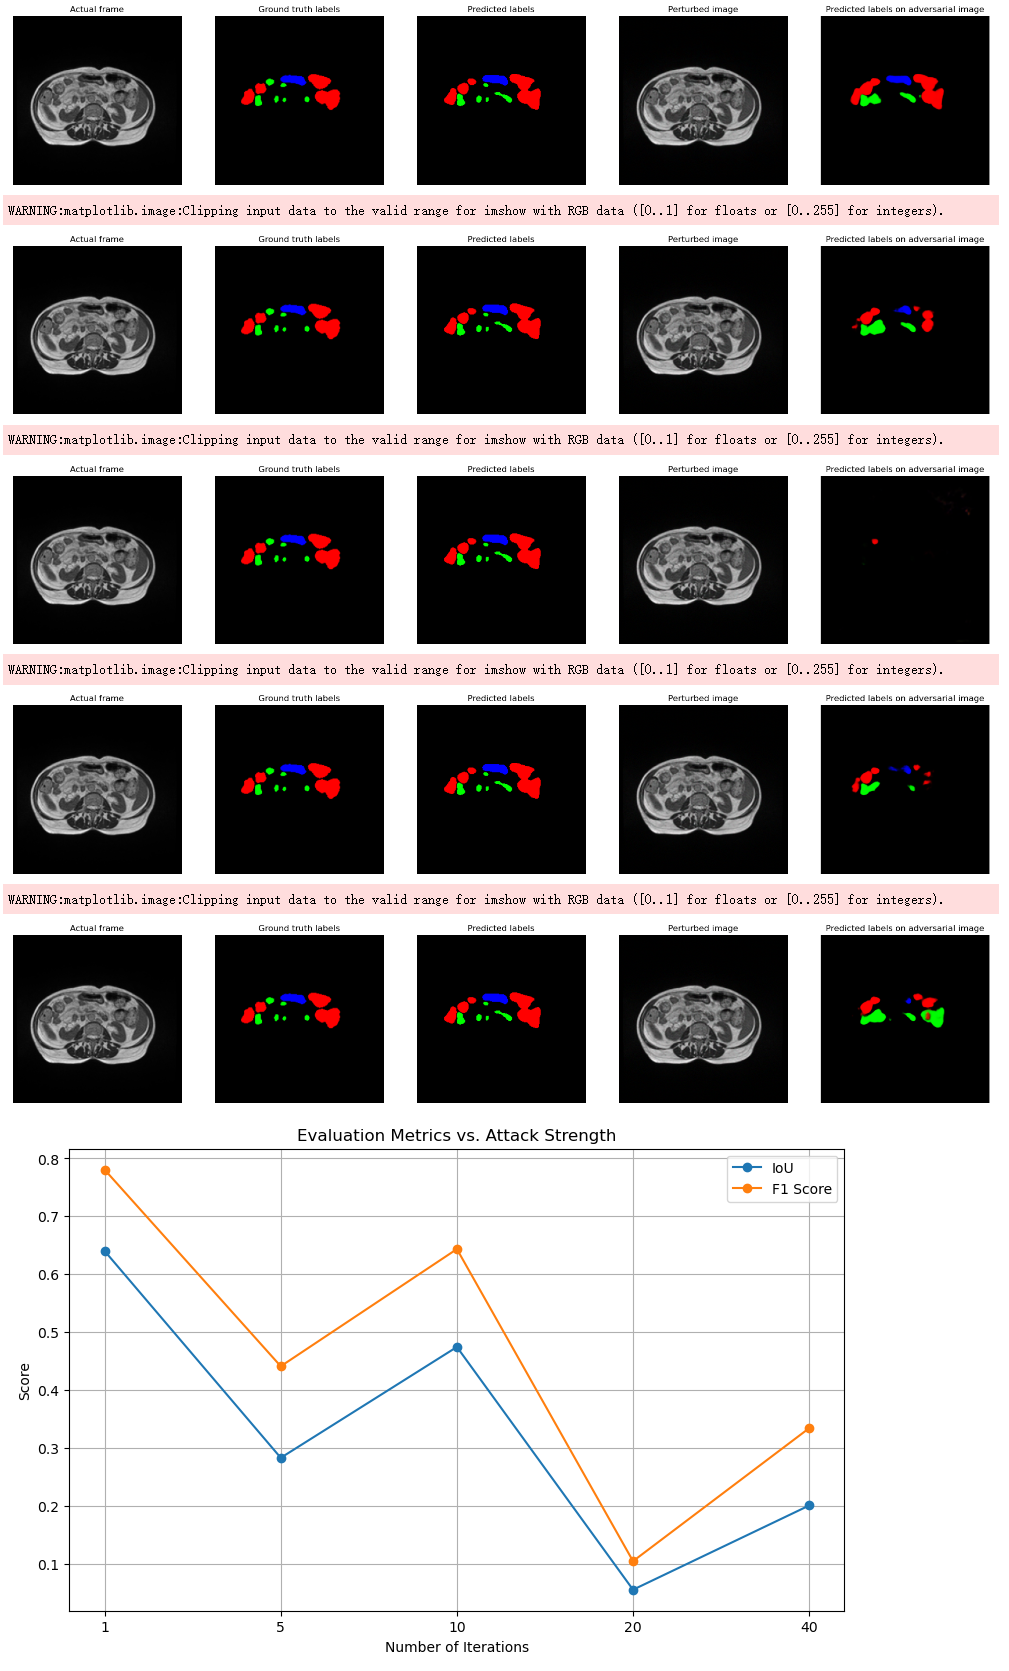 Actual frame Ground truth labels Predicted labels Perturbed image Predicted labels on adversarial image
WARNING:matplotlib.image:Clipping input data to the valid range for imshow with RGB data ([0..1] for floats or [0..255] for integers).
Actual frame Ground truth labels Predicted labels Perturbed image Predicted labels on adversarial image
WARNING:matplotlib.image:Clipping input data to the valid range for imshow with RGB data ([0..1] for floats or [0..255] for integers).
Actual frame Ground truth labels Predicted labels Perturbed image Predicted labels on adversarial image
WARNING:matplotlib.image:Clipping input data to the valid range for imshow with RGB data ([0..1] for floats or [0..255] for integers).
Actual frame Ground truth labels Predicted labels Perturbed image Predicted labels on adversarial image
WARNING:matplotlib.image:Clipping input data to the valid range for imshow with RGB data ([0..1] for floats or [0..255] for integers).
Actual frame Ground truth labels Predicted labels Perturbed image Predicted labels on adversarial image
Evaluation Metrics vs. Attack Strength
IoU
F1 Score
0.8
0.7
0.6
0.5
0.4
0.3
0.2
0.1
Score
1 5 10 20 40
Number of Iterations